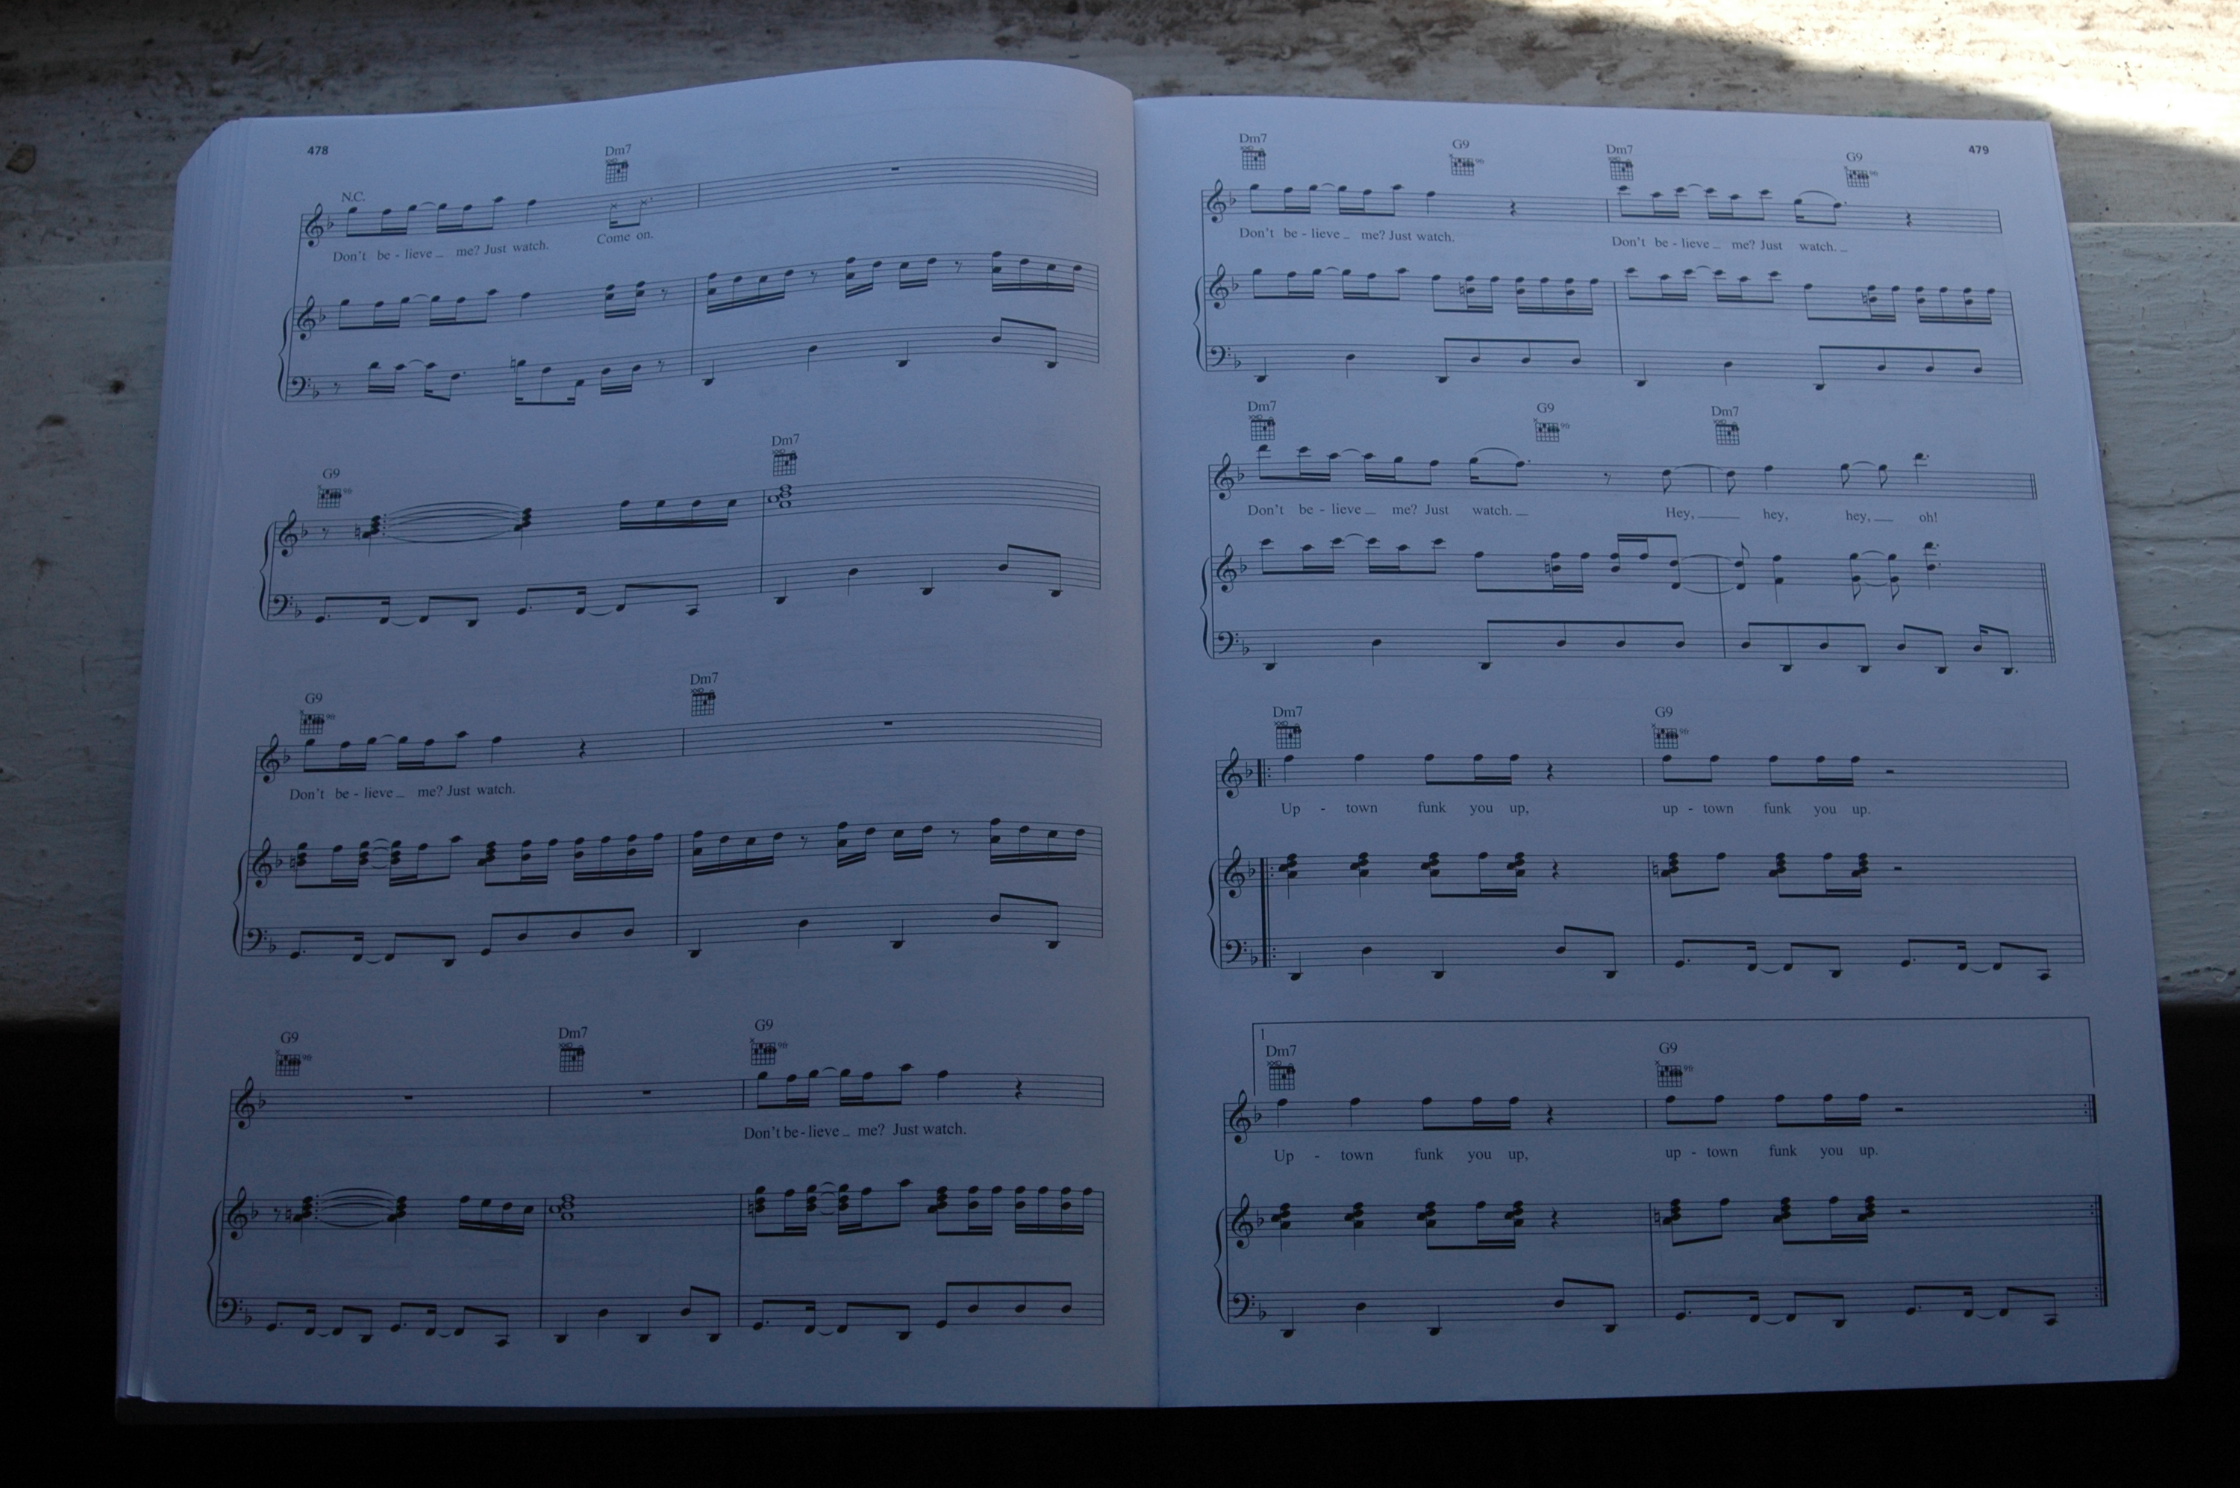 478
N.C.
Dm7
Don't be - lieve _ me? Just watch.
Come on.
G9
Dm7
G9
Dm7
Don't be - lieve _ me? Just watch.
G9
Dm7
G9
Don't be - lieve _ me? Just watch.
479
Dm7
G9
Dm7
G9
Don't be - lieve _ me? Just watch.
Don't be - lieve _ me? Just watch. _
Dm7
G9
Dm7
Don't be - lieve _ me? Just watch. _
Hey, _ hey, hey, _ oh!
Dm7
G9
Up - town funk you up, up - town funk you up.
1
Dm7
G9
Up - town funk you up, up - town funk you up.